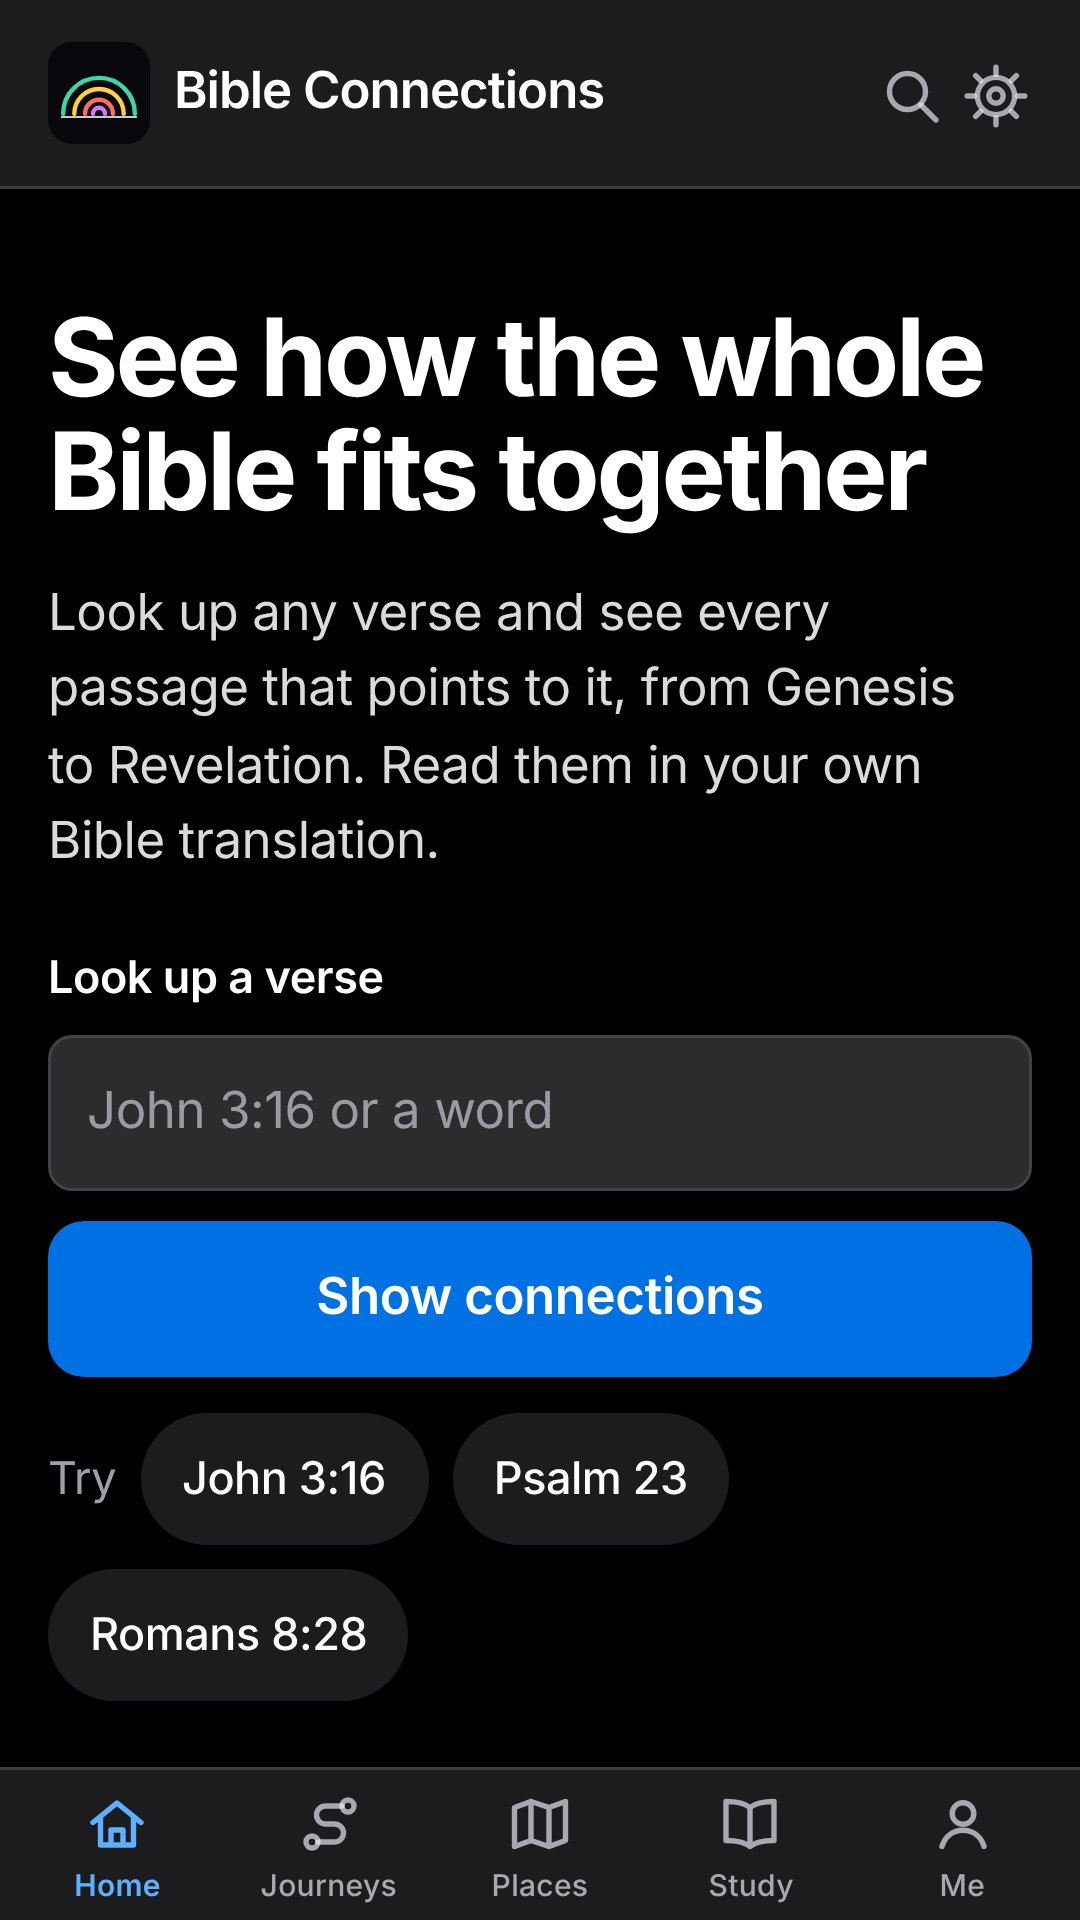 Bible Connections
See how the whole
Bible fits together
Look up any verse and see every
passage that points to it, from Genesis
to Revelation. Read them in your own
Bible translation.
Look up a verse
John 3:16 or a word
Show connections
Try John 3:16 Psalm 23
Romans 8:28
Home Journeys Places Study Me